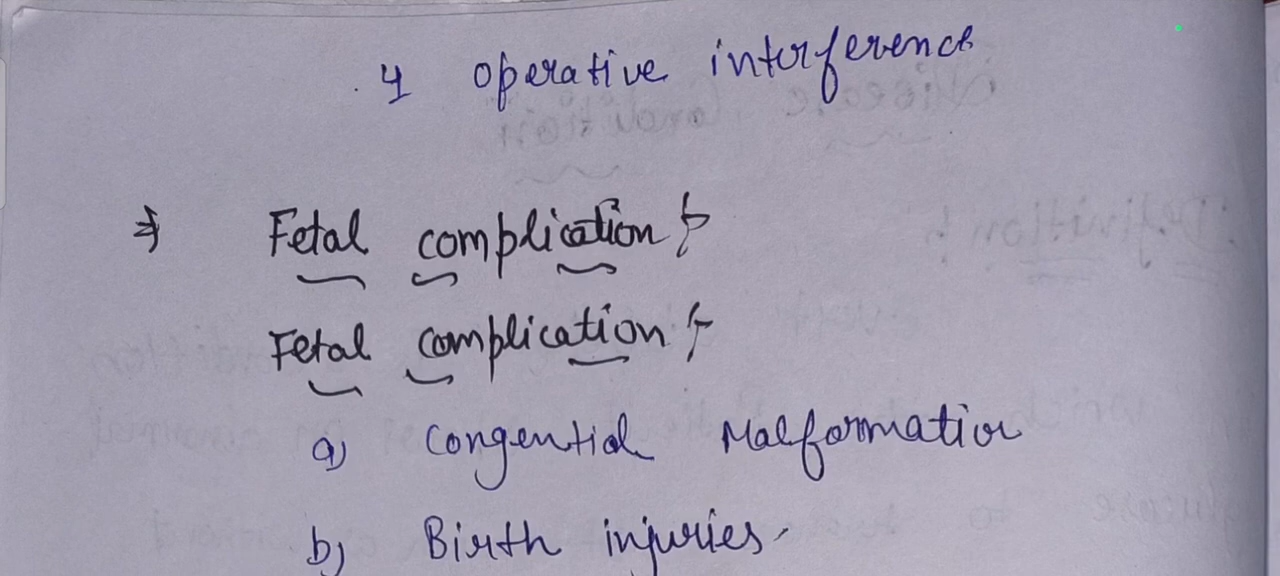 4 operative interference
⇒ Fetal complication :-
Fetal complication :-
a) Congential Malformation
b) Birth injuries